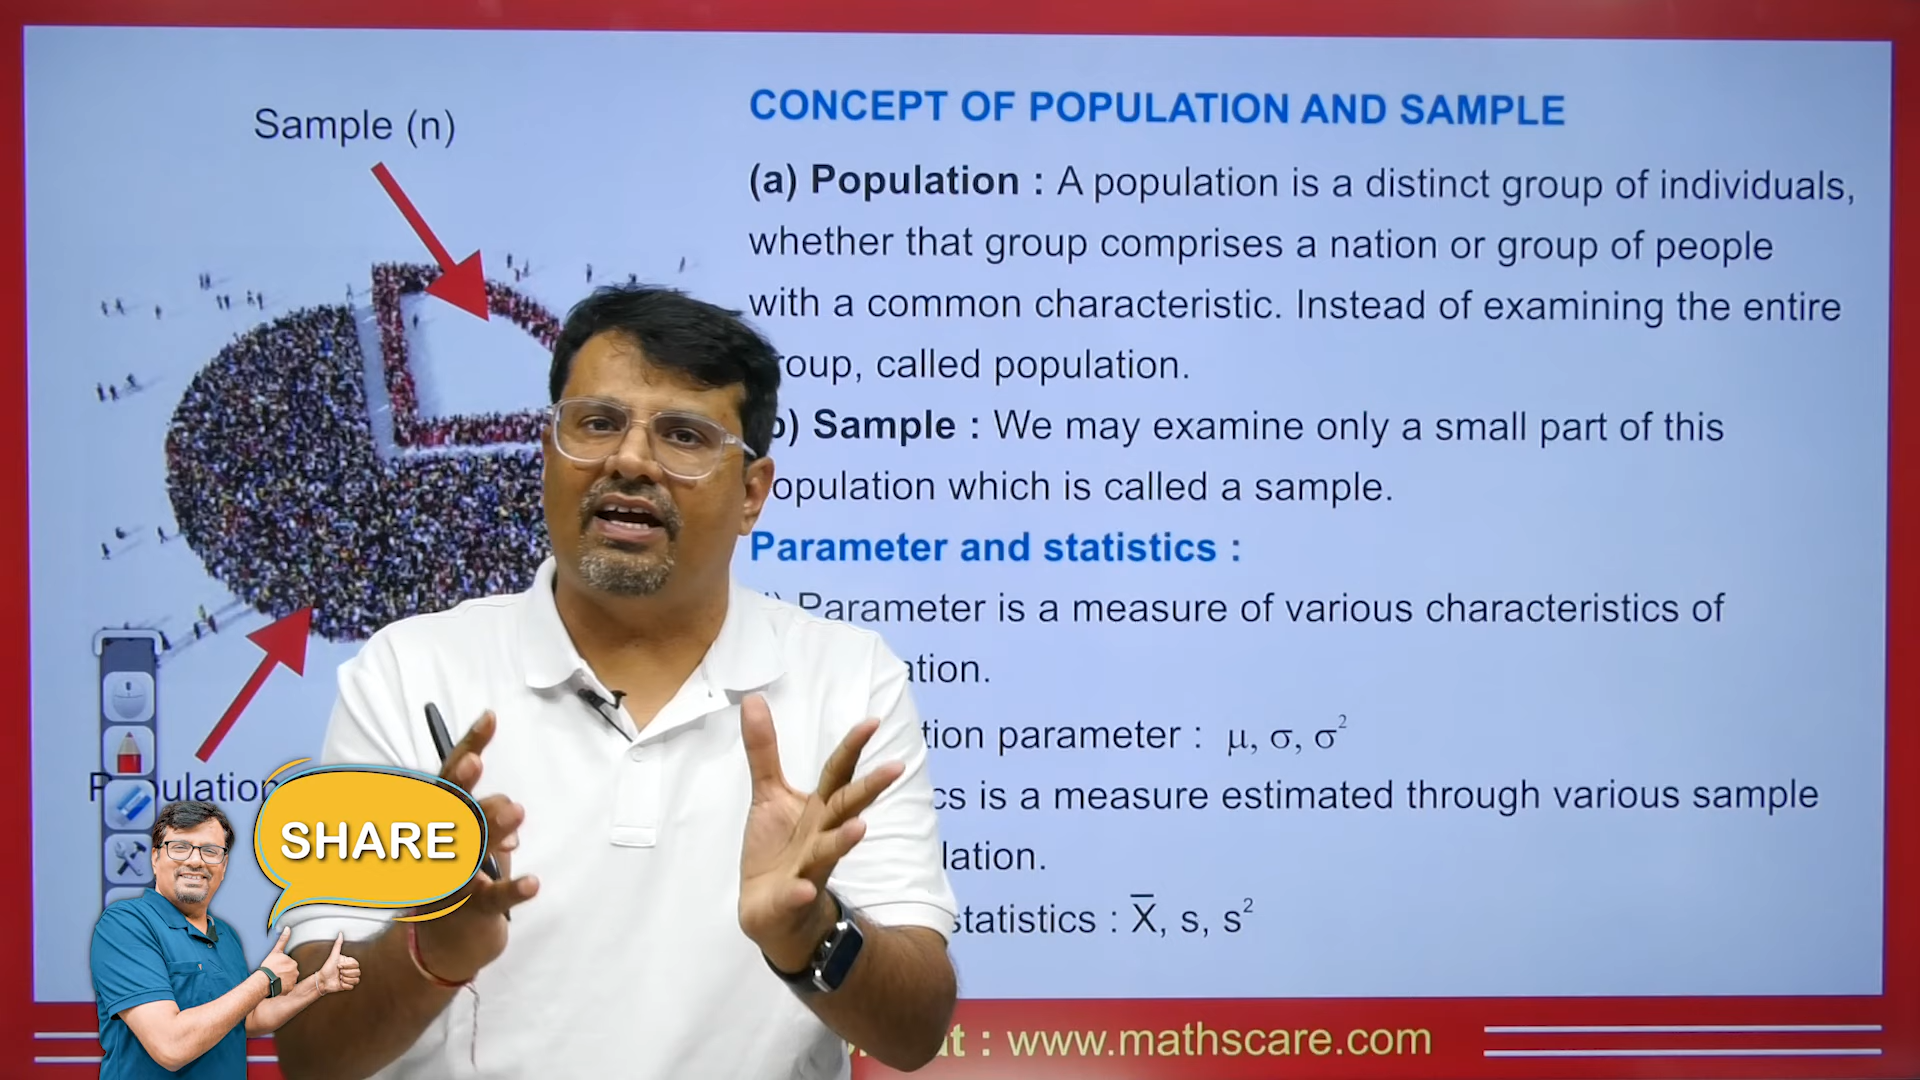 Sample (n)
CONCEPT OF POPULATION AND SAMPLE
(a) Population : A population is a distinct group of individuals,
whether that group comprises a nation or group of people
with a common characteristic. Instead of examining the entire
roup, called population.
b) Sample : We may examine only a small part of this
opulation which is called a sample.
Parameter and statistics :
Parameter is a measure of various characteristics of
ation.
tion parameter : μ, σ, σ²
cs is a measure estimated through various sample
lation.
statistics : X̅, s, s²
SHARE
at : www.mathscare.com